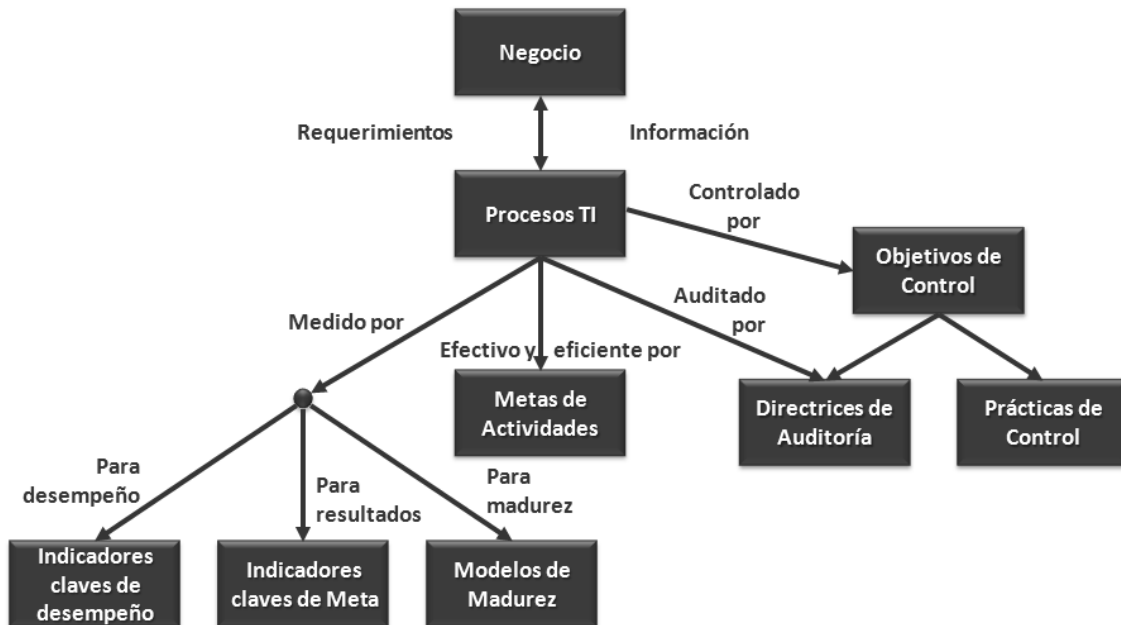 Negocio
Requerimientos
Información
Procesos TI
Controlado
por
Objetivos de
Control
Medido por
Auditado
por
Efectivo y eficiente por
Metas de
Actividades
Directrices de
Auditoría
Prácticas de
Control
Para
desempeño
Para
resultados
Para
madurez
Indicadores
claves de
desempeño
Indicadores
claves de Meta
Modelos de
Madurez